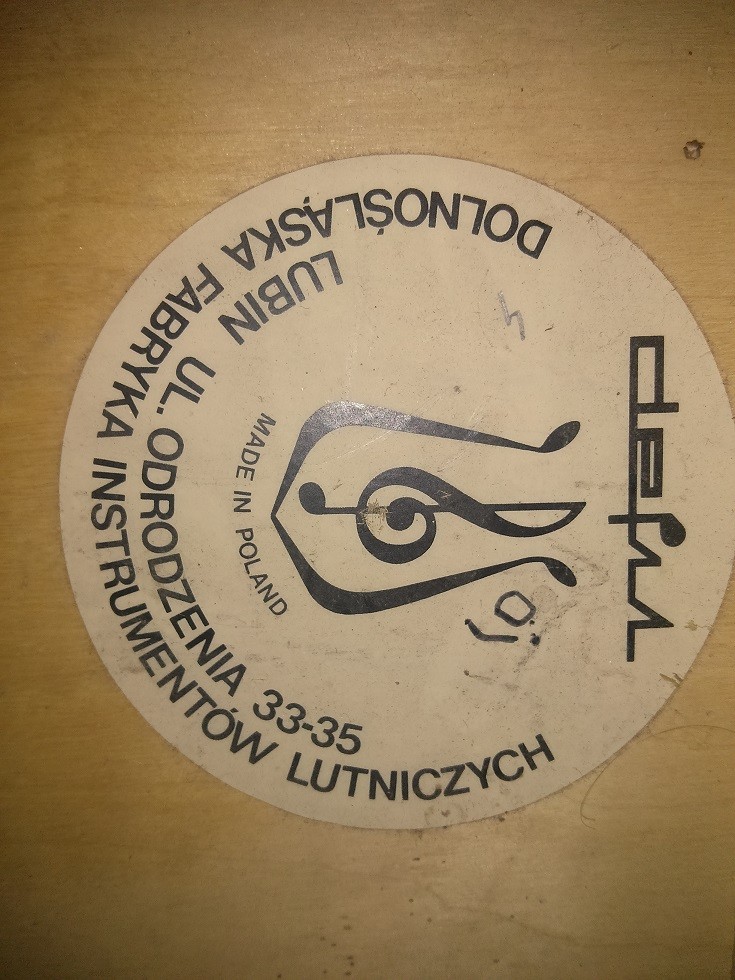 DOLNOŚLĄSKA FABRYKA INSTRUMENTÓW LUTNICZYCH
LUBIN UL. ODRODZENIA 33-35
MADE IN POLAND
defil